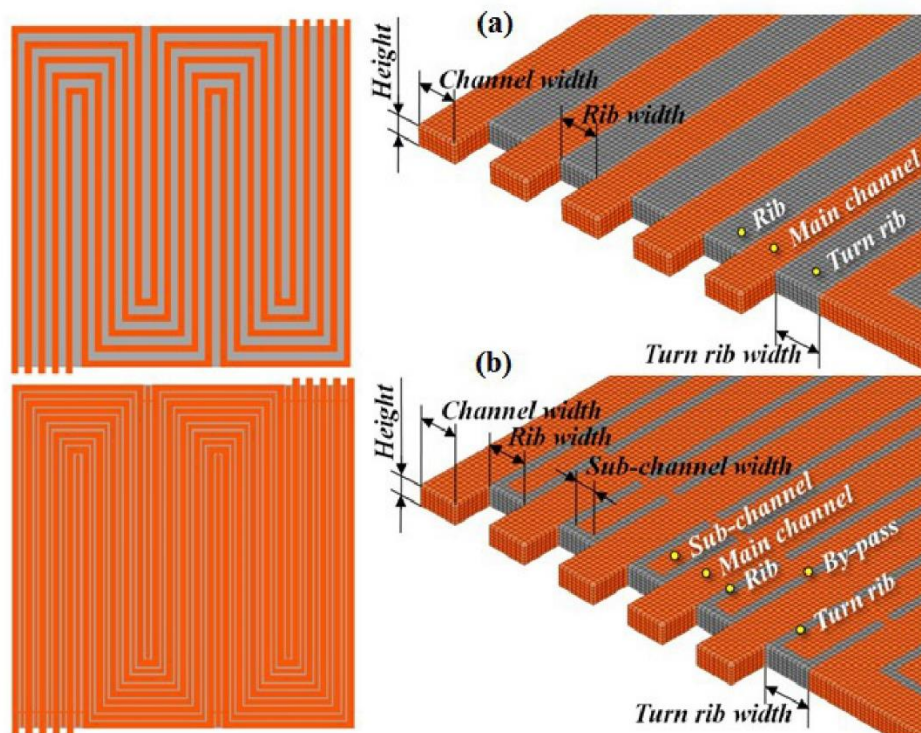 (a)
Height
Channel width
Rib width
Rib
Main channel
Turn rib
Turn rib width
(b)
Height
Channel width
Rib width
Sub-channel width
Sub-channel
Main channel
Rib
By-pass
Turn rib
Turn rib width